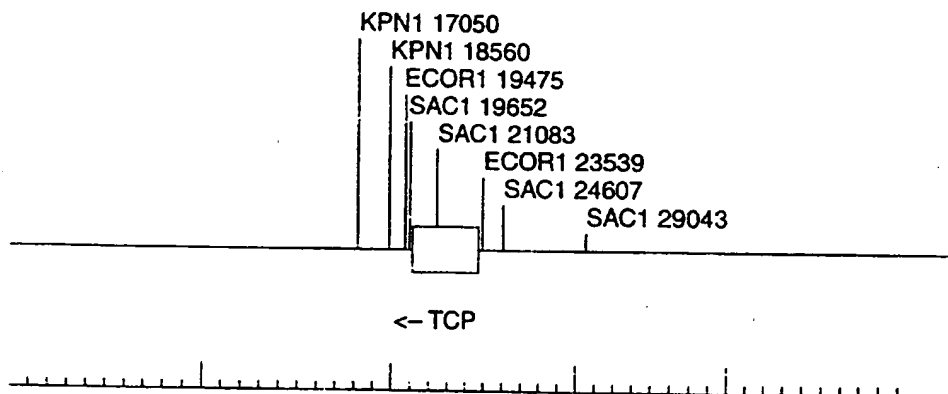 KPN1 17050
KPN1 18560
ECOR1 19475
SAC1 19652
SAC1 21083
ECOR1 23539
SAC1 24607
SAC1 29043
<– TCP